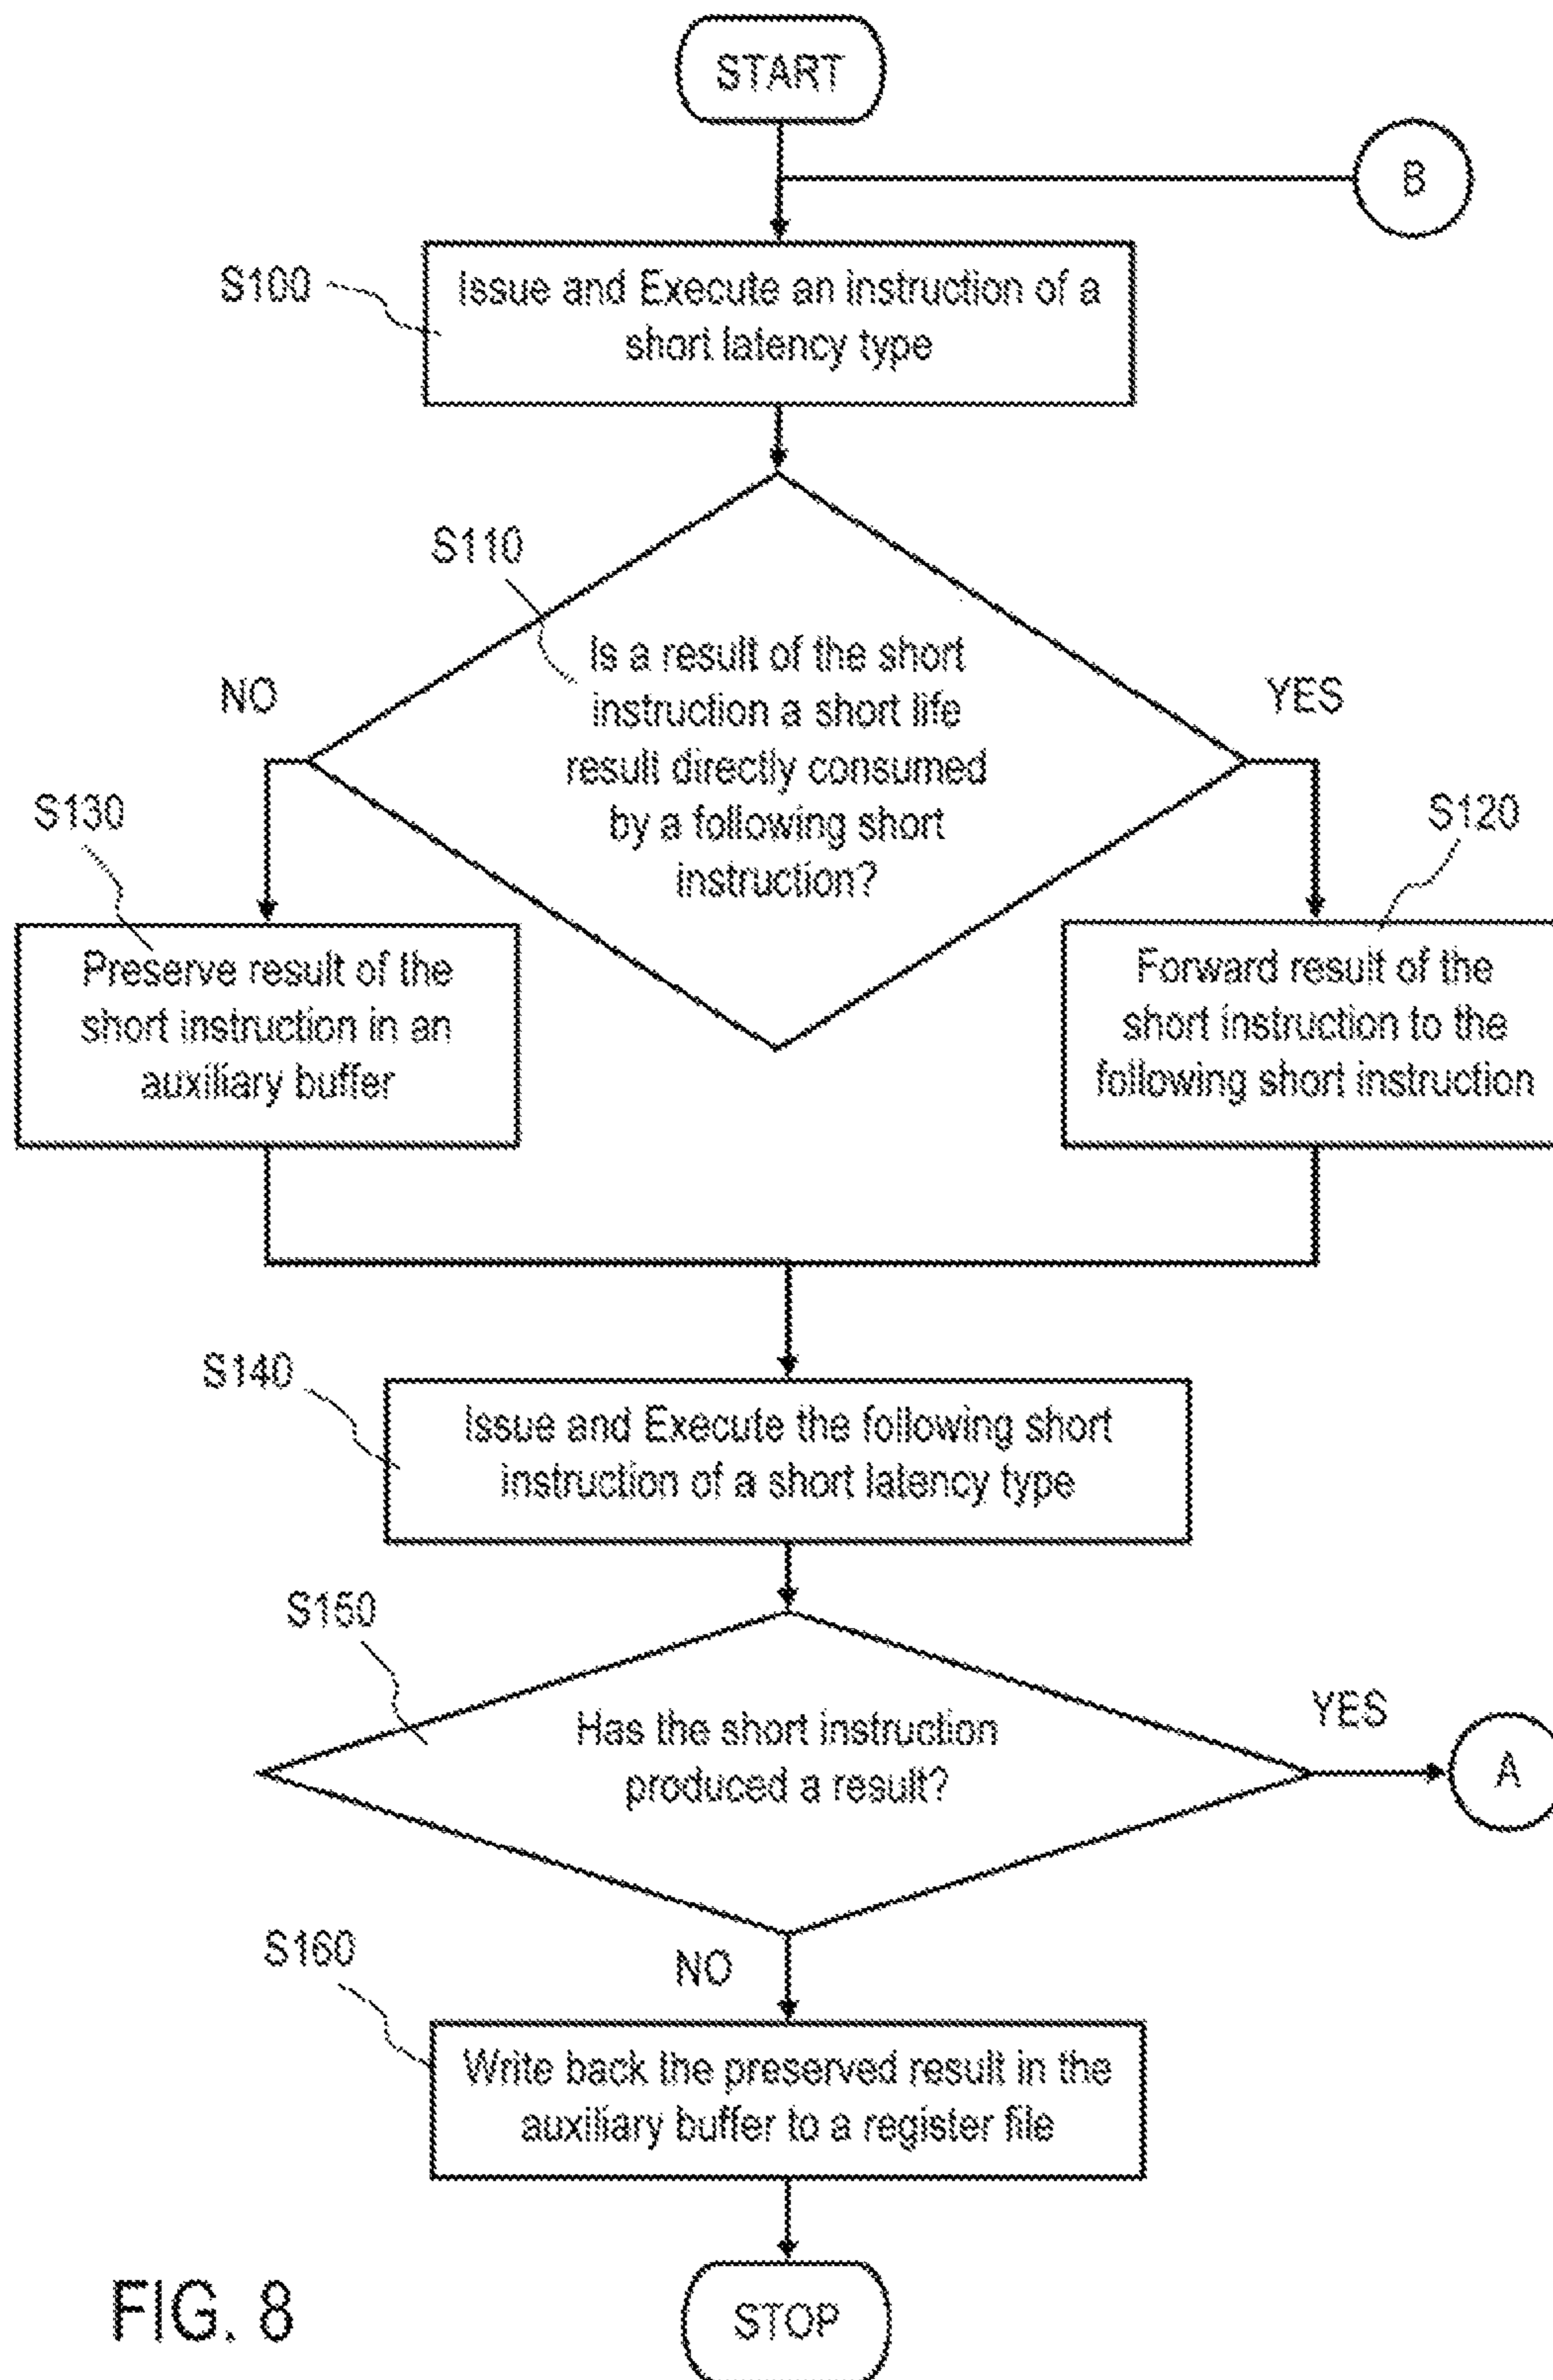 START
B
S100
Issue and Execute an instruction of a
short latency type
S110
Is a result of the short
instruction a short life
result directly consumed
by a following short
instruction?
NO
YES
S130
S120
Preserve result of the
short instruction in an
auxiliary buffer
Forward result of the
short instruction to the
following short instruction
S140
Issue and Execute the following short
instruction of a short latency type
S150
Has the short instruction
produced a result?
YES
A
S160
NO
Write back the preserved result in the
auxiliary buffer to a register file
FIG. 8
STOP